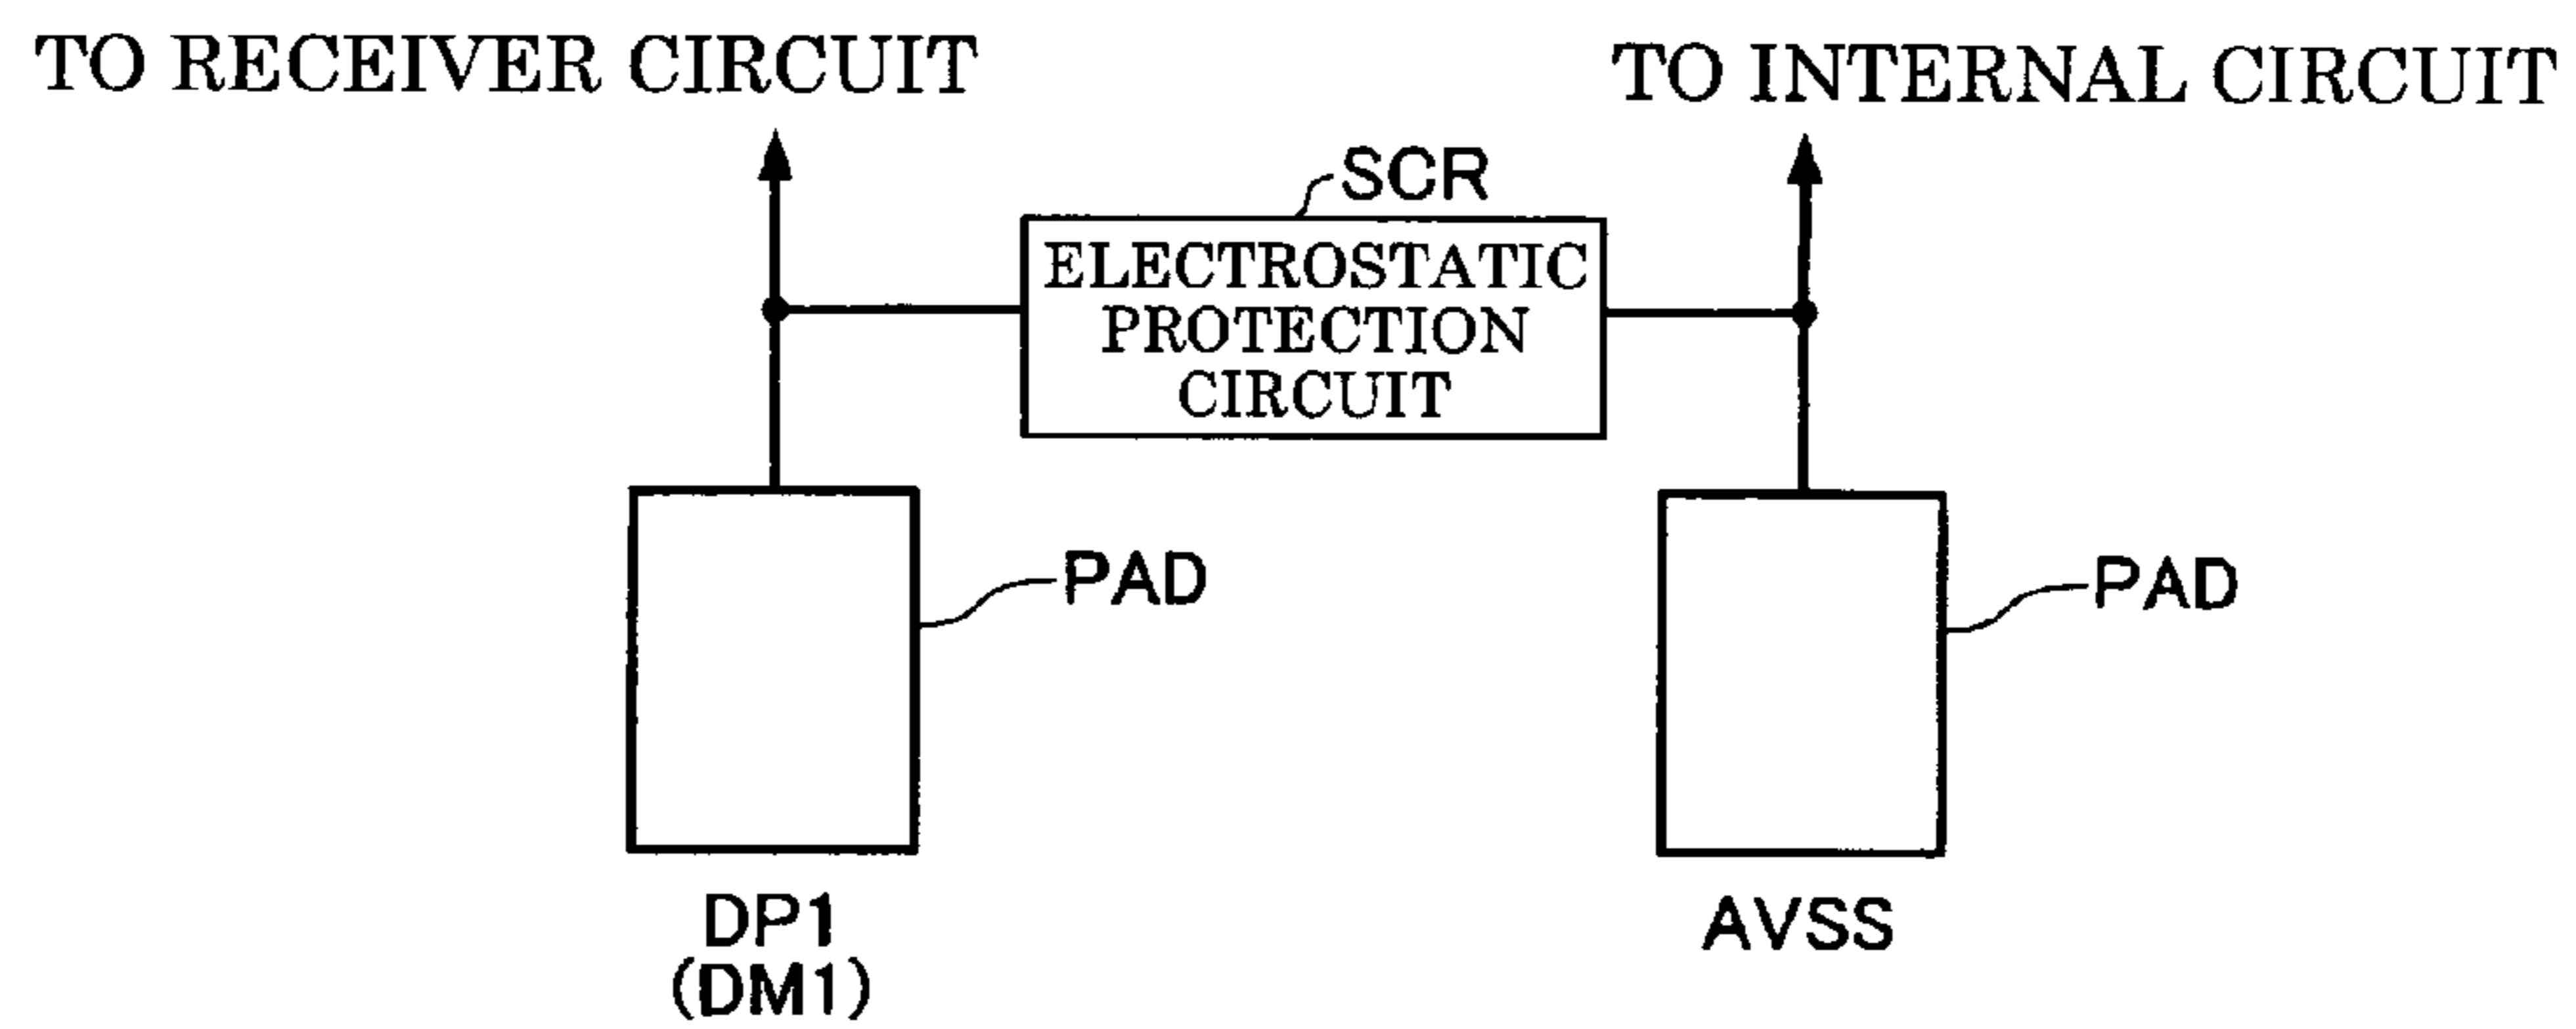 TO RECEIVER CIRCUIT
TO INTERNAL CIRCUIT
SCR
ELECTROSTATIC
PROTECTION
CIRCUIT
PAD
PAD
DP1
(DM1)
AVSS